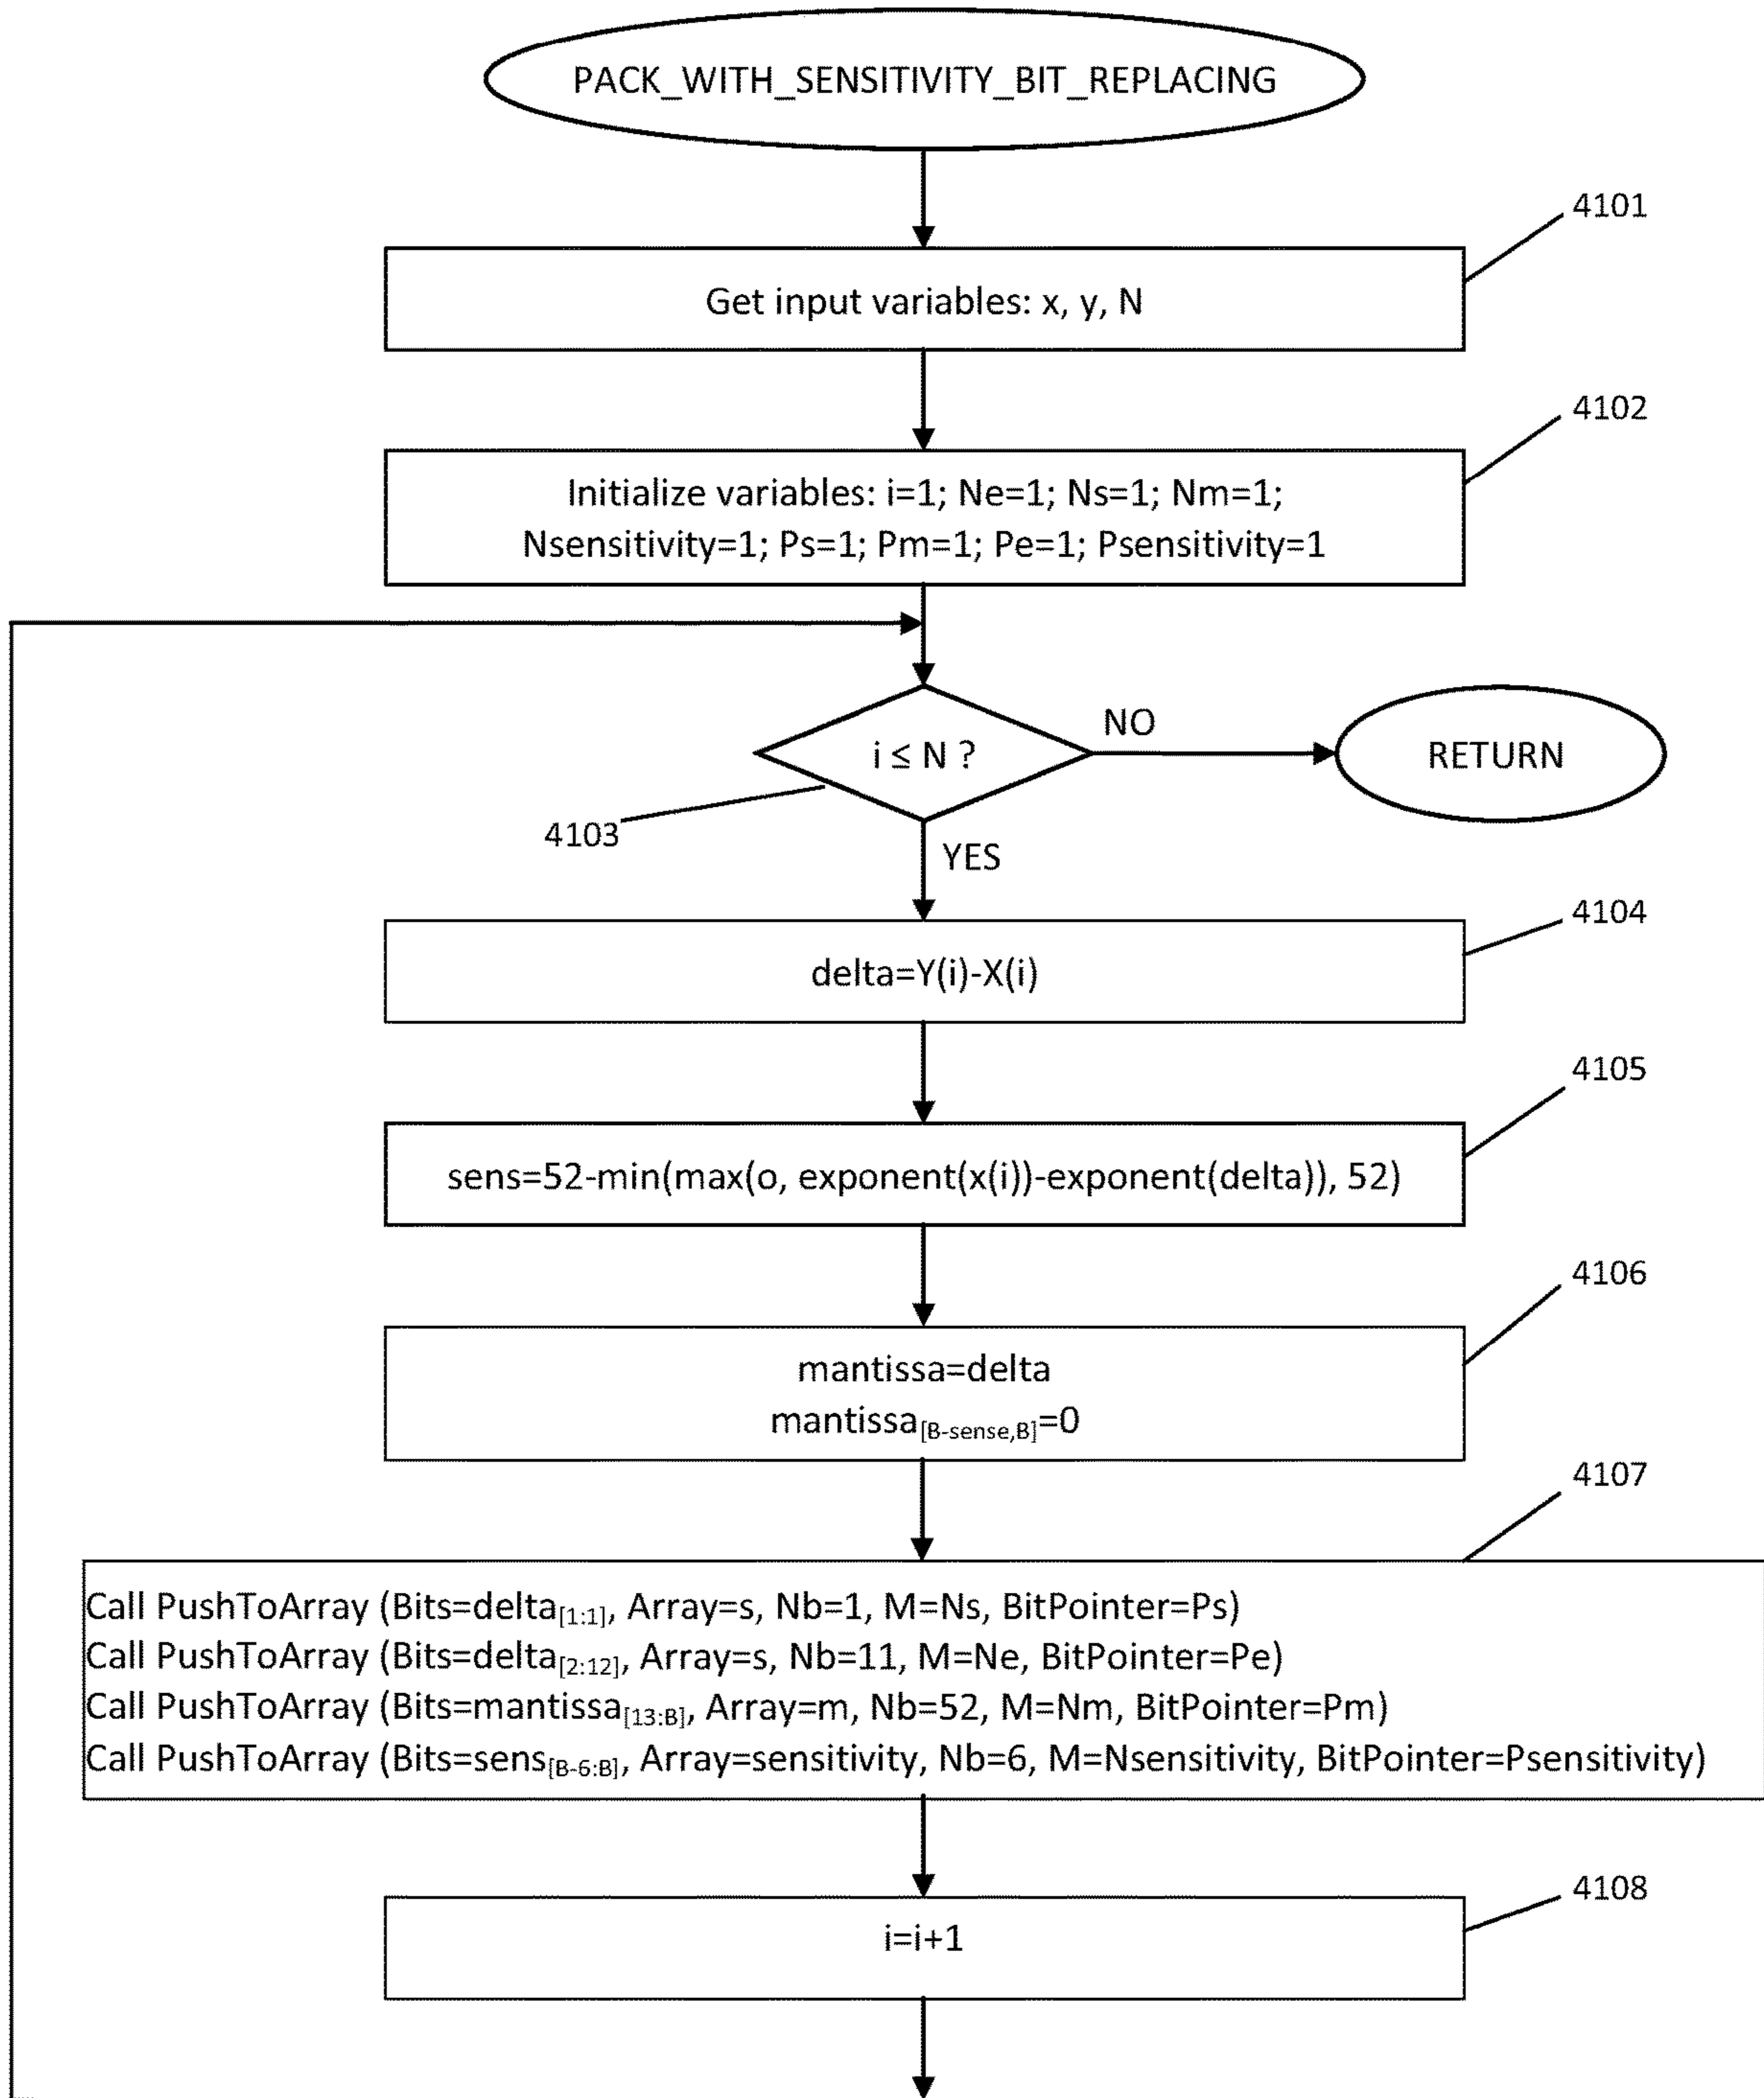 PACK_WITH_SENSITIVITY_BIT_REPLACING
4101
Get input variables: x, y, N
4102
Initialize variables: i=1; Ne=1; Ns=1; Nm=1;
Nsensitivity=1; Ps=1; Pm=1; Pe=1; Psensitivity=1
i ≤ N ?
NO
RETURN
4103
YES
4104
delta=Y(i)-X(i)
4105
sens=52-min(max(o, exponent(x(i))-exponent(delta)), 52)
4106
mantissa=delta
mantissa[B-sense,B]=0
4107
Call PushToArray (Bits=delta[1:1], Array=s, Nb=1, M=Ns, BitPointer=Ps)
Call PushToArray (Bits=delta[2:12], Array=s, Nb=11, M=Ne, BitPointer=Pe)
Call PushToArray (Bits=mantissa[13:B], Array=m, Nb=52, M=Nm, BitPointer=Pm)
Call PushToArray (Bits=sens[B-6:B], Array=sensitivity, Nb=6, M=Nsensitivity, BitPointer=Psensitivity)
4108
i=i+1